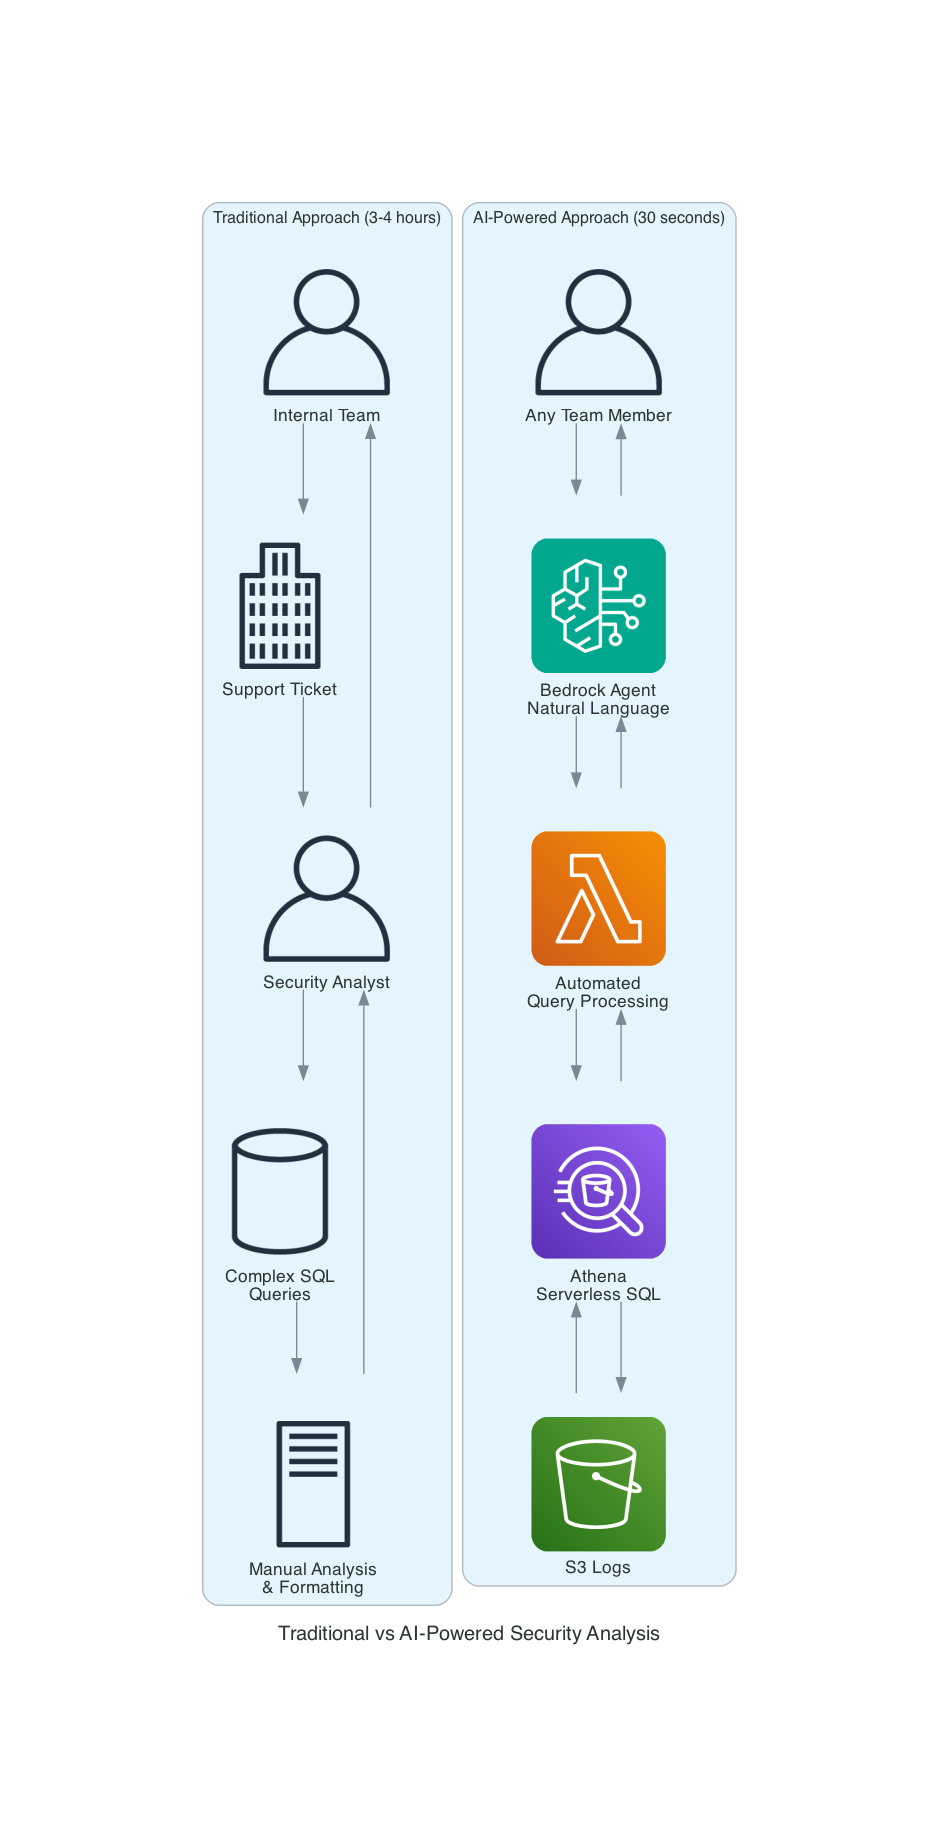 Traditional Approach (3-4 hours)
Internal Team
Support Ticket
Security Analyst
Complex SQL
Queries
Manual Analysis
& Formatting
AI-Powered Approach (30 seconds)
Any Team Member
Bedrock Agent
Natural Language
Automated
Query Processing
Athena
Serverless SQL
S3 Logs
Traditional vs AI-Powered Security Analysis